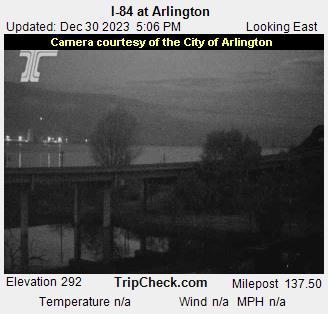 I-84 at Arlington
Updated: Dec 30 2023 5:06 PM Looking East
Camera courtesy of the City of Arlington
Elevation 292 TripCheck.com Milepost 137.50
Temperature n/a Wind n/a MPH n/a